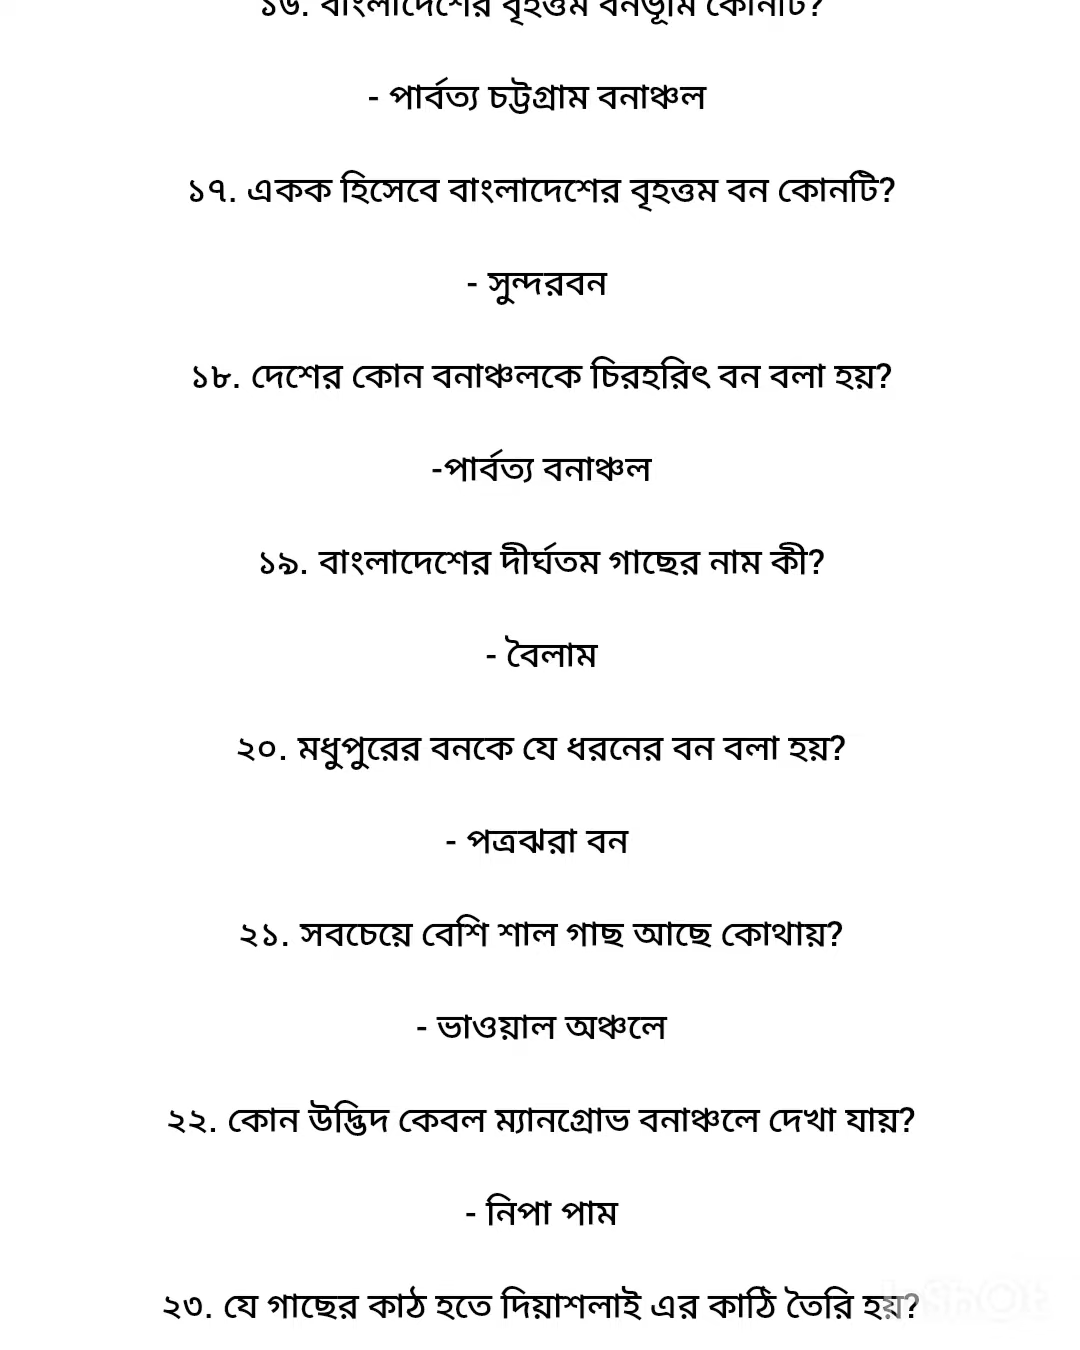 ১৬. বাংলাদেশের বৃহত্তম বনভূমি কোনটি?
- পার্বত্য চট্টগ্রাম বনাঞ্চল
১৭. একক হিসেবে বাংলাদেশের বৃহত্তম বন কোনটি?
- সুন্দরবন
১৮. দেশের কোন বনাঞ্চলকে চিরহরিৎ বন বলা হয়?
-পার্বত্য বনাঞ্চল
১৯. বাংলাদেশের দীর্ঘতম গাছের নাম কী?
- বৈলাম
২০. মধুপুরের বনকে যে ধরনের বন বলা হয়?
- পত্রঝরা বন
২১. সবচেয়ে বেশি শাল গাছ আছে কোথায়?
- ভাওয়াল অঞ্চলে
২২. কোন উদ্ভিদ কেবল ম্যানগ্রোভ বনাঞ্চলে দেখা যায়?
- নিপা পাম
২৩. যে গাছের কাঠ হতে দিয়াশলাই এর কাঠি তৈরি হয়?